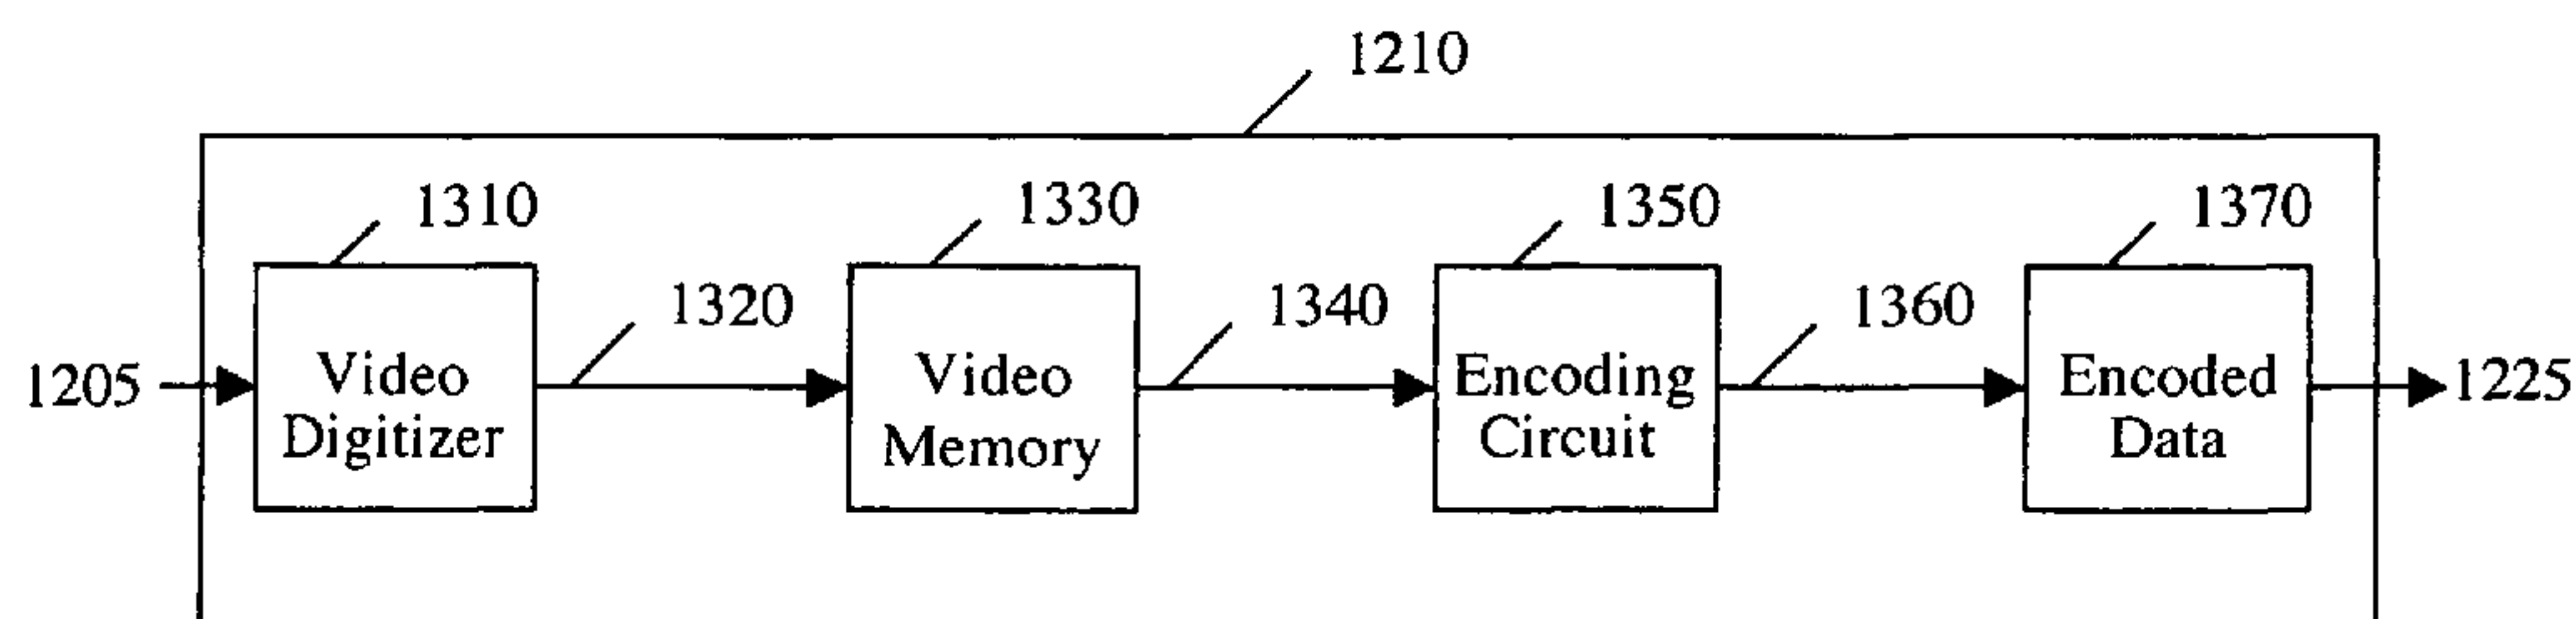 1210
1310
1330
1350
1370
1320
1340
1360
1205
Video
Digitizer
Video
Memory
Encoding
Circuit
Encoded
Data
1225